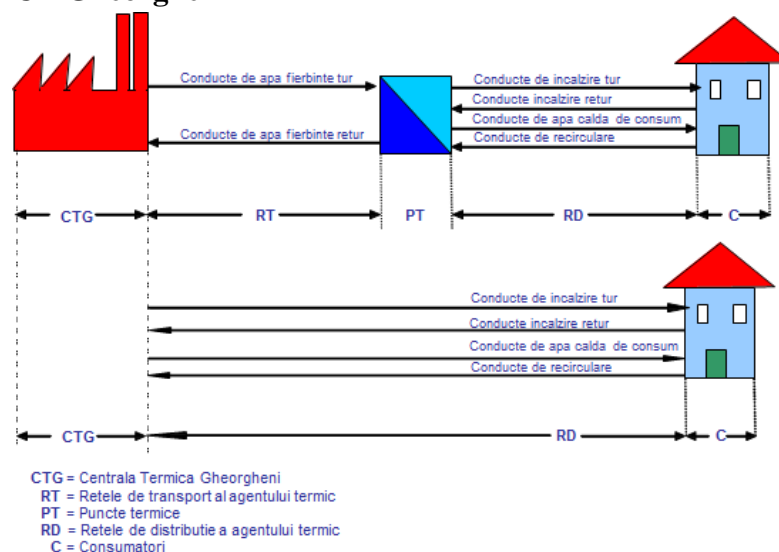 Conducte de apa fierbinte tur
Conducte de incalzire tur
Conducte incalzire retur
Conducte de apa calda de consum
Conducte de apa fierbinte retur
Conducte de recirculare
CTG
RT
PT
RD
C
Conducte de incalzire tur
Conducte incalzire retur
Conducte de apa calda de consum
Conducte de recirculare
CTG
RD
C
CTG = Centrala Termica Gheorgheni
RT = Retele de transport al agentului termic
PT = Puncte termice
RD = Retele de distributie a agentului termic
C = Consumatori